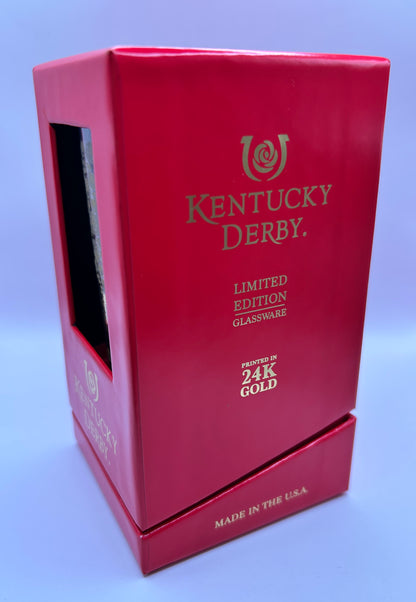 KENTUCKY
DERBY®
LIMITED
EDITION
GLASSWARE
PRINTED IN
24K
GOLD
MADE IN THE U.S.A.
KENTUCKY
DERBY®